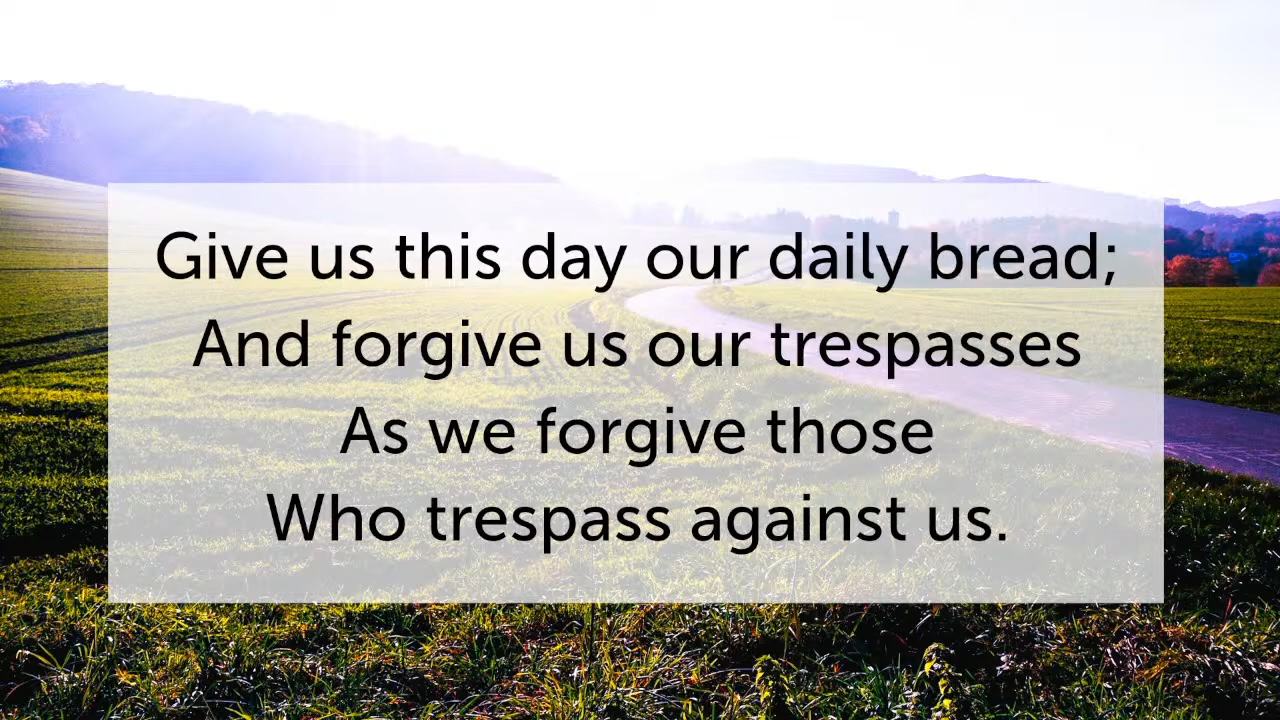 Give us this day our daily bread;
And forgive us our trespasses
As we forgive those
Who trespass against us.